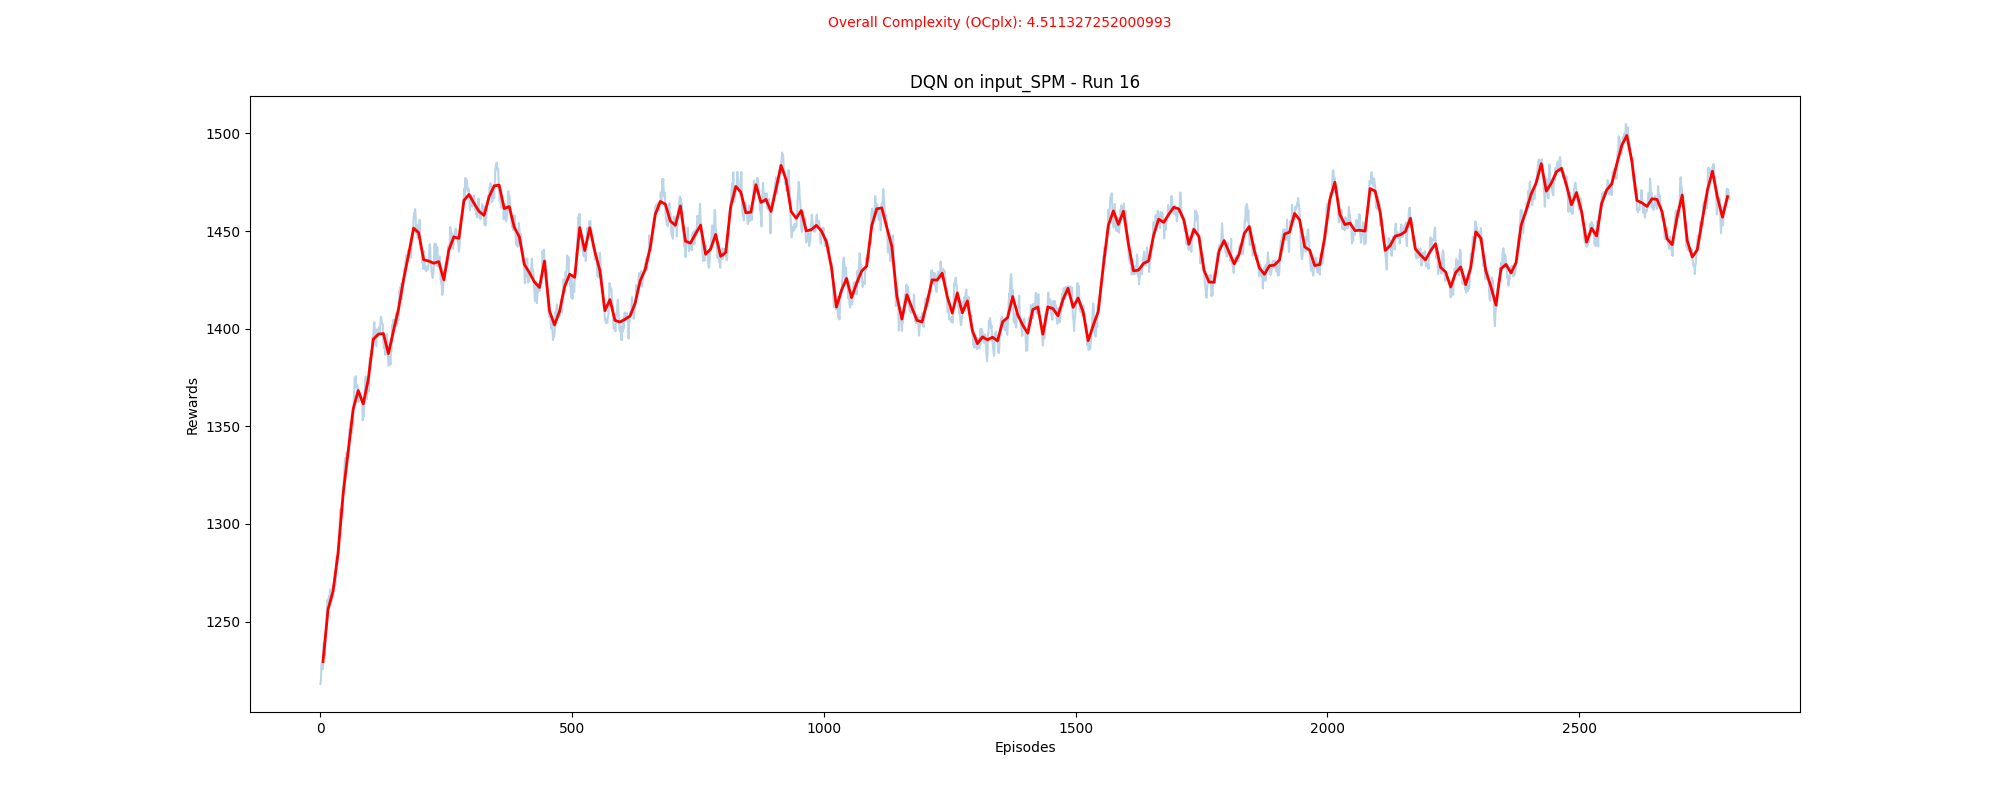 Overall Complexity (OCplx): 4.511327252000993
DQN on input_SPM - Run 16
1500
1450
1400
1350
1300
1250
Rewards
0 500 1000 1500 2000 2500
Episodes